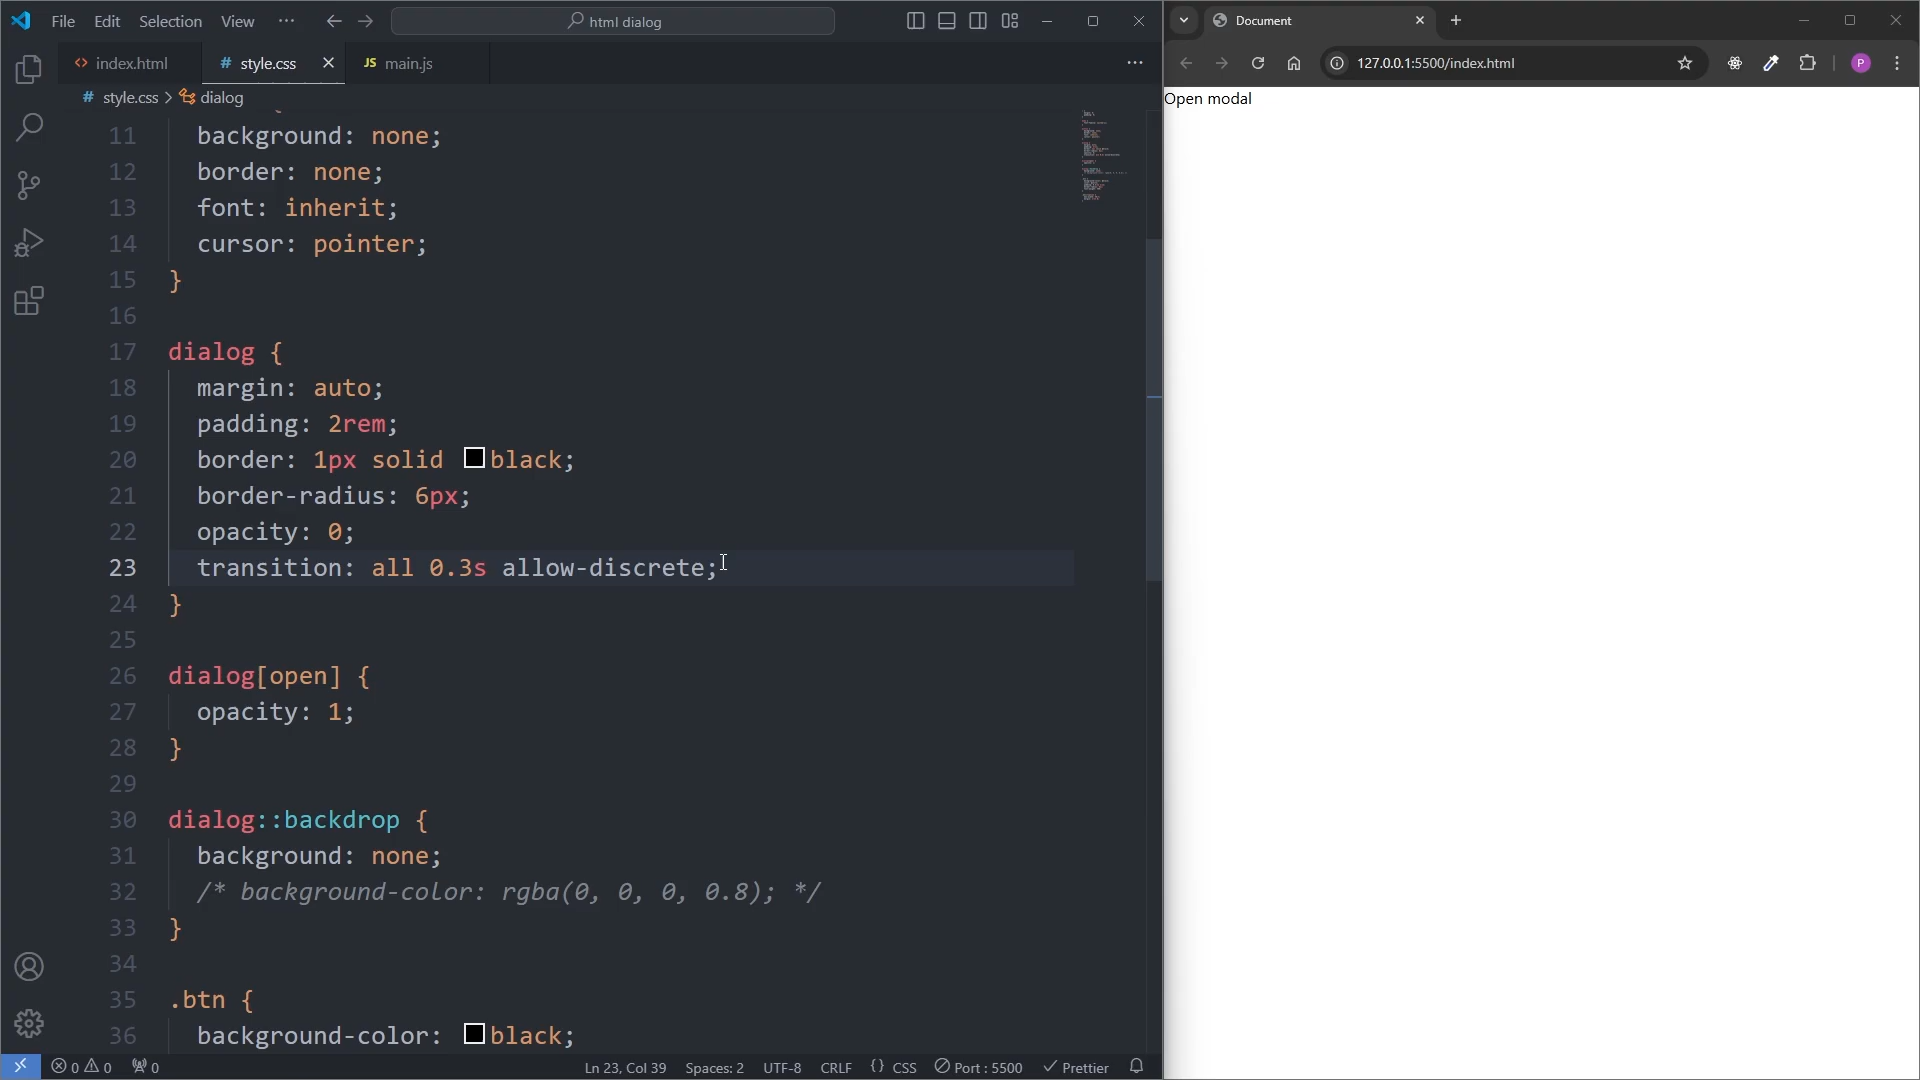 File Edit Selection View ··· html dialog
index.html style.css main.js ···
style.css > dialog
11 background: none;
12 border: none;
13 font: inherit;
14 cursor: pointer;
15 }
16
17 dialog {
18 margin: auto;
19 padding: 2rem;
20 border: 1px solid black;
21 border-radius: 6px;
22 opacity: 0;
23 transition: all 0.3s allow-discrete;
24 }
25
26 dialog[open] {
27 opacity: 1;
28 }
29
30 dialog::backdrop {
31 background: none;
32 /* background-color: rgba(0, 0, 0, 0.8); */
33 }
34
35 .btn {
36 background-color: black;
0 0 0 Ln 23, Col 39 Spaces: 2 UTF-8 CRLF {} CSS Port : 5500 Prettier
Document
127.0.0.1:5500/index.html P
Open modal